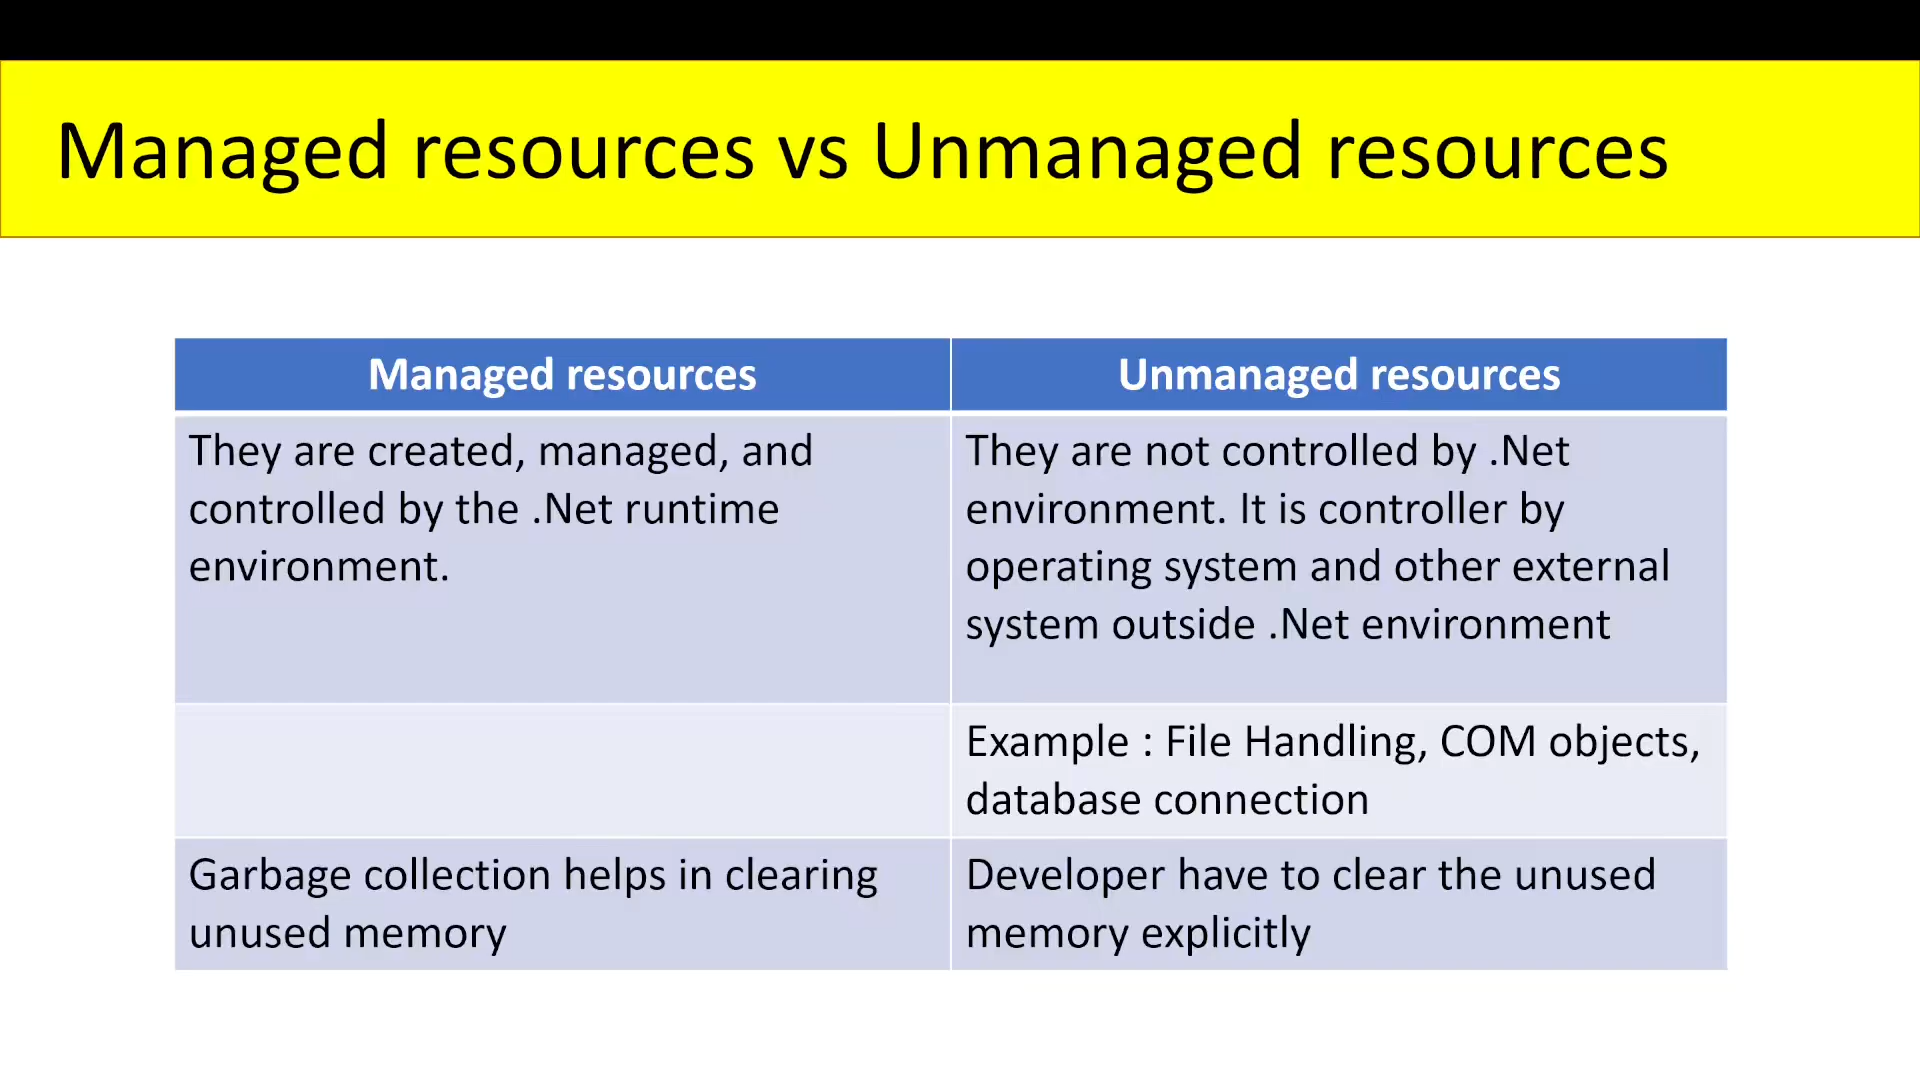 Managed resources vs Unmanaged resources
Managed resources
Unmanaged resources
They are created, managed, and
controlled by the .Net runtime
environment.
They are not controlled by .Net
environment. It is controller by
operating system and other external
system outside .Net environment
Example : File Handling, COM objects,
database connection
Garbage collection helps in clearing
unused memory
Developer have to clear the unused
memory explicitly